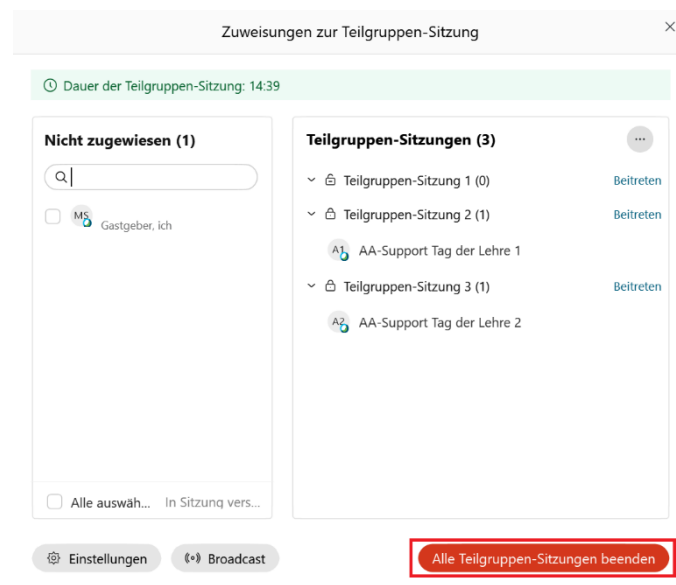 Zuweisungen zur Teilgruppen-Sitzung
Dauer der Teilgruppen-Sitzung: 14:39
Nicht zugewiesen (1)
MS
Gastgeber, ich
Alle auswäh... In Sitzung vers...
Teilgruppen-Sitzungen (3)
Teilgruppen-Sitzung 1 (0) Beitreten
Teilgruppen-Sitzung 2 (1) Beitreten
A1 AA-Support Tag der Lehre 1
Teilgruppen-Sitzung 3 (1) Beitreten
A2 AA-Support Tag der Lehre 2
Einstellungen Broadcast Alle Teilgruppen-Sitzungen beenden